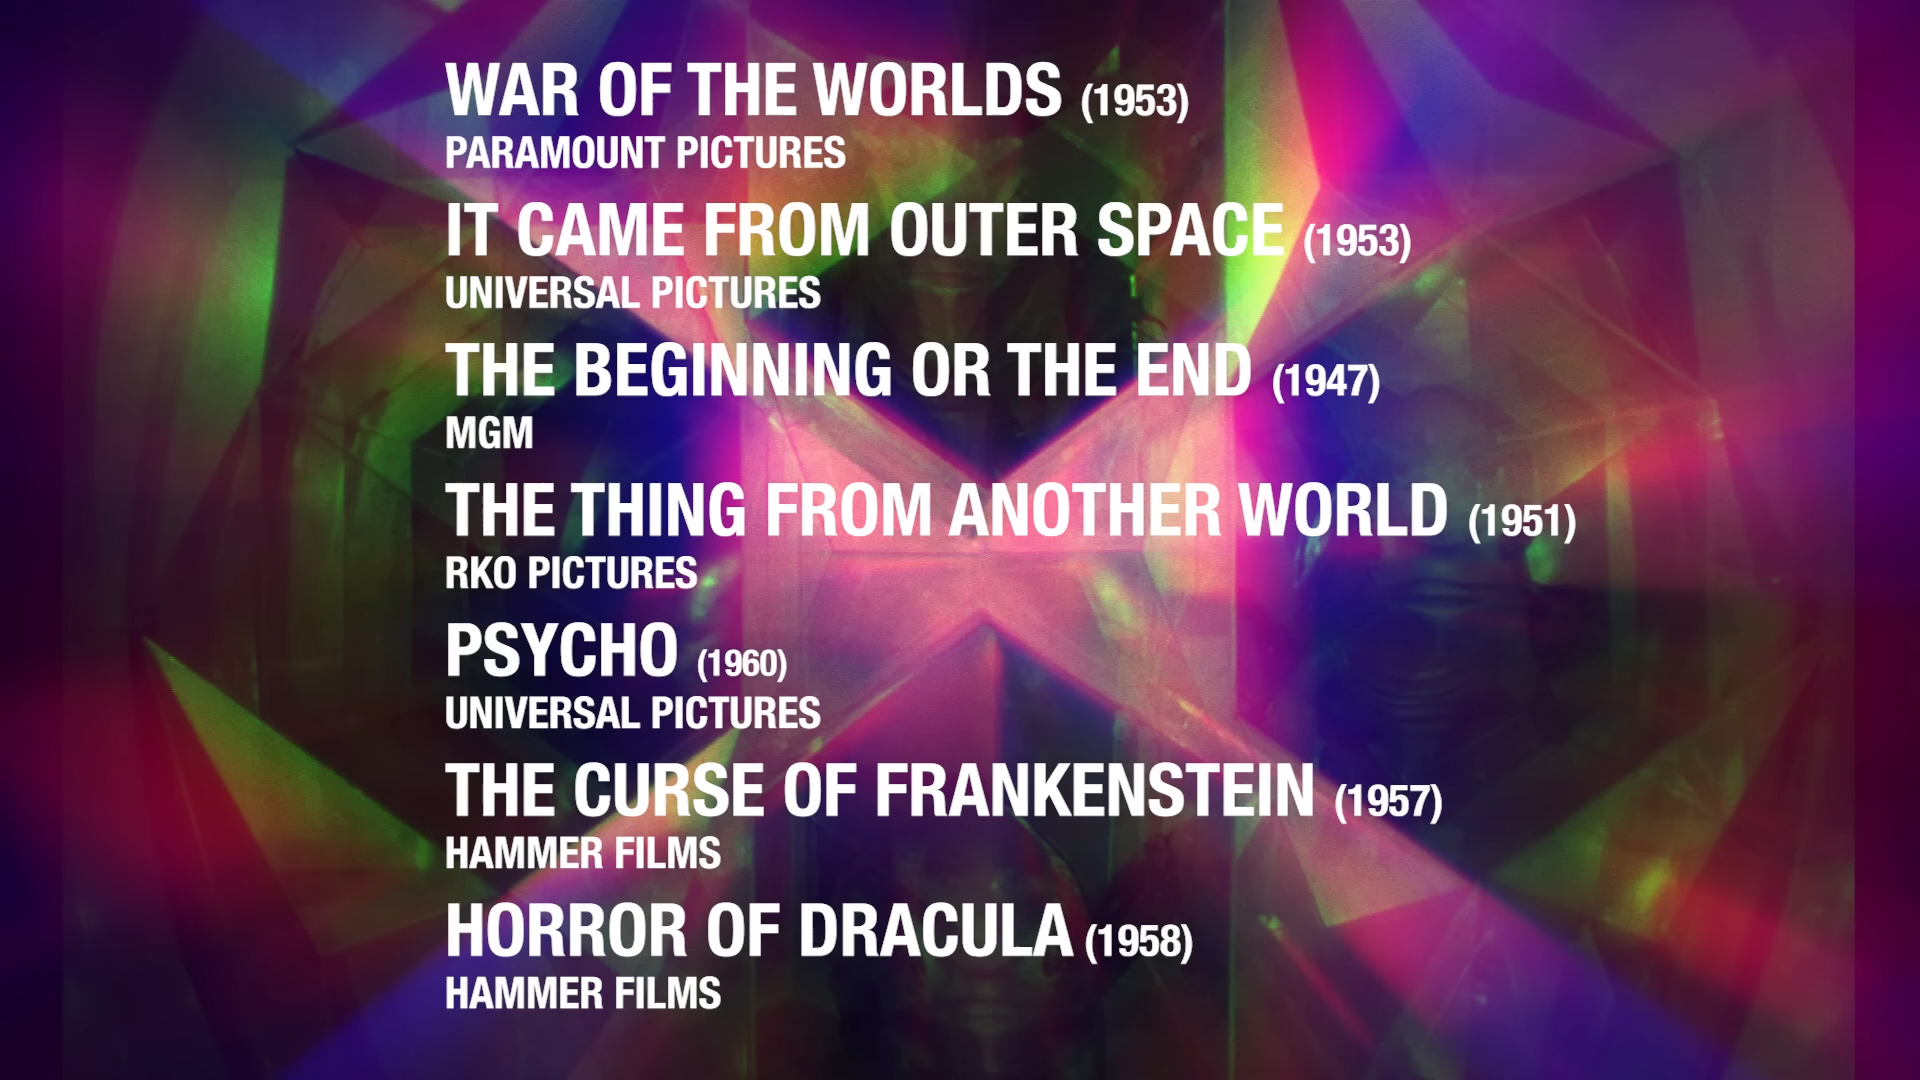 WAR OF THE WORLDS (1953)
PARAMOUNT PICTURES
IT CAME FROM OUTER SPACE (1953)
UNIVERSAL PICTURES
THE BEGINNING OR THE END (1947)
MGM
THE THING FROM ANOTHER WORLD (1951)
RKO PICTURES
PSYCHO (1960)
UNIVERSAL PICTURES
THE CURSE OF FRANKENSTEIN (1957)
HAMMER FILMS
HORROR OF DRACULA (1958)
HAMMER FILMS